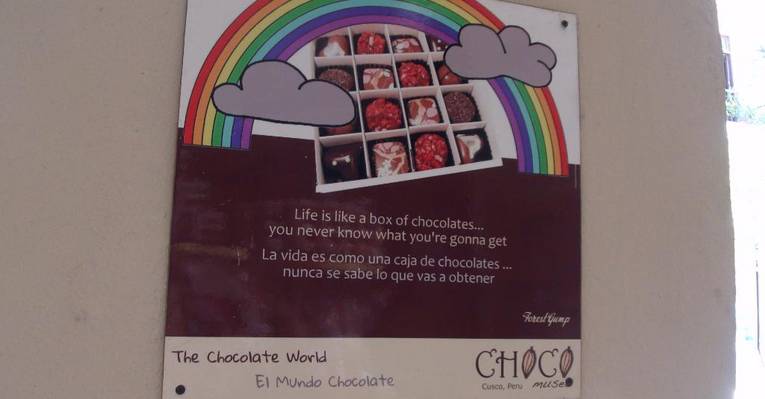 Life is like a box of chocolates...
you never know what you're gonna get
La vida es como una caja de chocolates ...
nunca se sabe lo que vas a obtener
Forest Gump
The Chocolate World
El Mundo Chocolate
CHOCO
Cusco, Peru